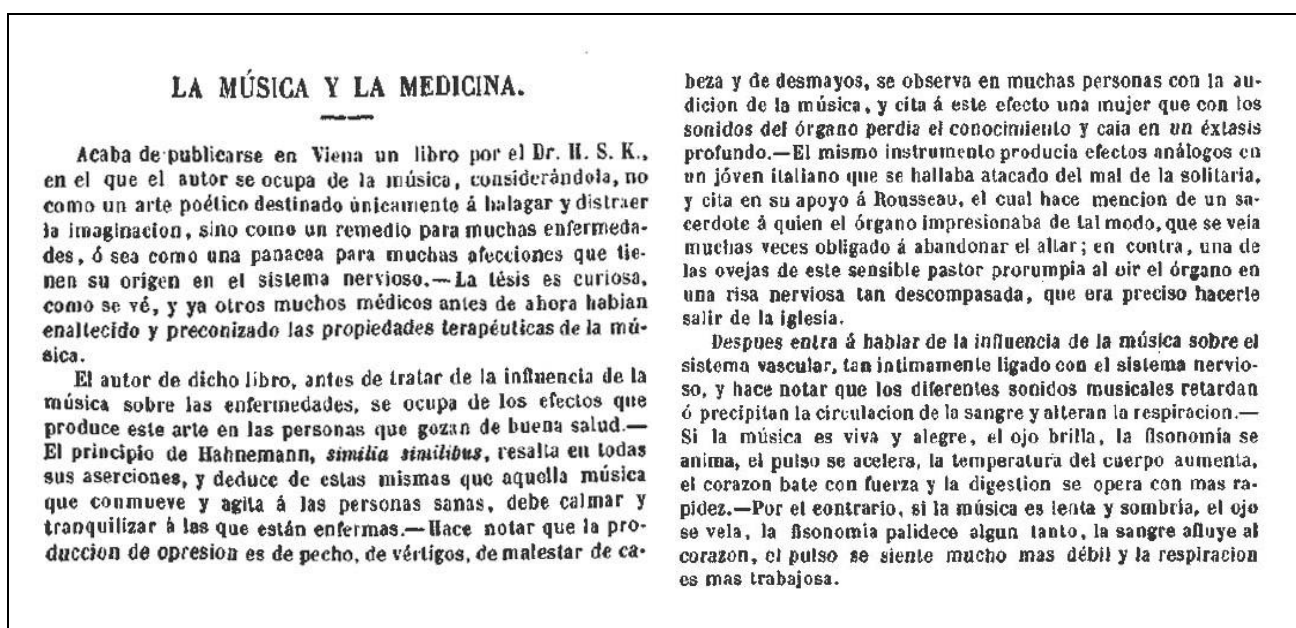 LA MÚSICA Y LA MEDICINA.
Acaba de publicarse en Viena un libro por el Dr. H. S. K.,
en el que el autor se ocupa de la música, considerándola, no
como un arte poético destinado únicamente á halagar y distraer
la imaginacion, sino como un remedio para muchas enfermeda-
des, ó sea como una panacea para muchas afecciones que tie-
nen su orígen en el sistema nervioso.—La tésis es curiosa,
como se vé, y ya otros muchos médicos antes de ahora habian
enaltecido y preconizado las propiedades terapéuticas de la mú-
sica.
El autor de dicho libro, antes de tratar de la influencia de la
música sobre las enfermedades, se ocupa de los efectos que
produce este arte en las personas que gozan de buena salud.—
El principio de Hahnemann, similia similibus, resalta en todas
sus aserciones, y deduce de estas mismas que aquella música
que conmueve y agita á las personas sanas, debe calmar y
tranquilizar á las que están enfermas.—Hace notar que la pro-
duccion de opresion es de pecho, de vértigos, de malestar de ca-
beza y de desmayos, se observa en muchas personas con la au-
dicion de la música, y cita á este efecto una mujer que con los
sonidos del órgano perdia el conocimiento y caia en un éxtasis
profundo.—El mismo instrumento producia efectos análogos en
un jóven italiano que se hallaba atacado del mal de la solitaria,
y cita en su apoyo á Rousseau, el cual hace mencion de un sa-
cerdote á quien el órgano impresionaba de tal modo, que se veia
muchas veces obligado á abandonar el altar; en contra, una de
las ovejas de este sensible pastor prorumpia al oir el órgano en
una risa nerviosa tan descompasada, que era preciso hacerle
salir de la iglesia.
Despues entra á hablar de la influencia de la música sobre el
sistema vascular, tan intimamente ligado con el sistema nervio-
so, y hace notar que los diferentes sonidos musicales retardan
ó precipitan la circulacion de la sangre y alteran la respiracion.—
Si la música es viva y alegre, el ojo brilla, la fisonomía se
anima, el pulso se acelera, la temperatura del cuerpo aumenta,
el corazon bate con fuerza y la digestion se opera con mas ra-
pidez.—Por el contrario, si la música es lenta y sombría, el ojo
se vela, la fisonomía palidece algun tanto, la sangre afluye al
corazon, el pulso se siente mucho mas débil y la respiracion
es mas trabajosa.